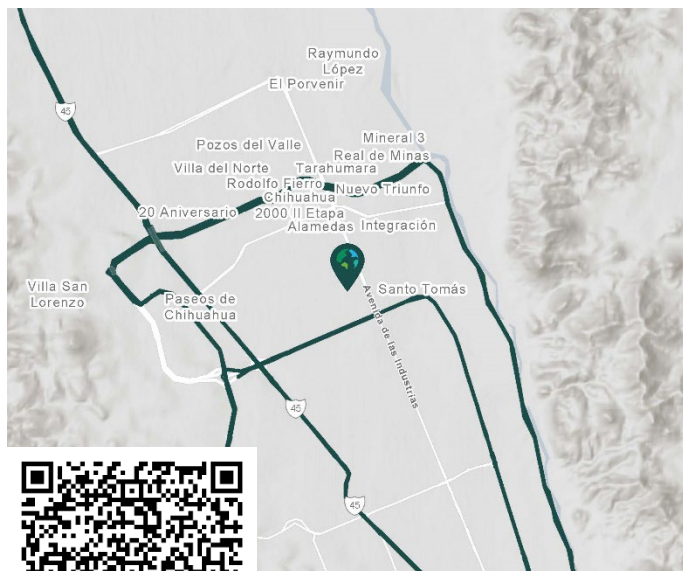 Raymundo
López
El Porvenir
45
Mineral 3
Pozos del Valle
Real de Minas
Villa del Norte
Tarahumara
Rodolfo Fierro
Nuevo Triunfo
Chihuahua
20 Aniversario
2000 II Etapa
Alamedas
Integración
Villa San
Lorenzo
Santo Tomás
Paseos de
Chihuahua
Avenida de las Industrias
45
45